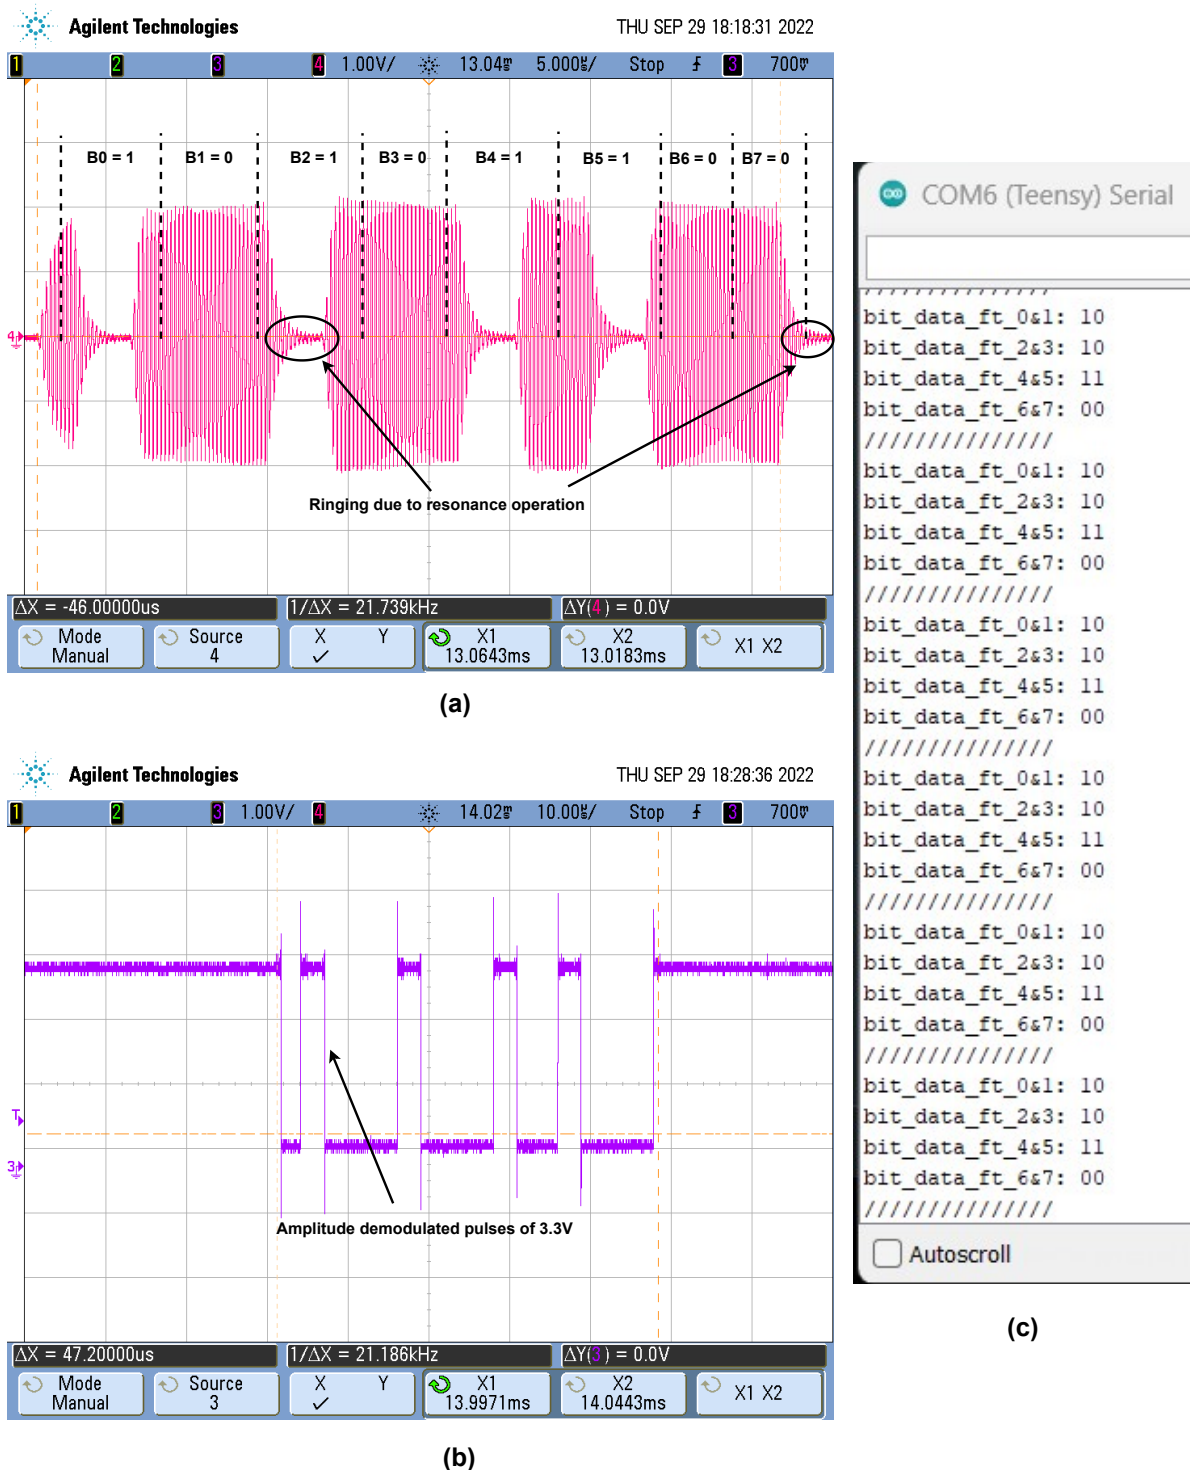 Agilent Technologies THU SEP 29 18:18:31 2022
1 2 3 4 1.00V/ 13.04ms 5.000us/ Stop 3 700mV
B0 = 1 B1 = 0 B2 = 1 B3 = 0 B4 = 1 B5 = 1 B6 = 0 B7 = 0
4
Ringing due to resonance operation
ΔX = -46.00000us 1/ΔX = 21.739kHz ΔY(4) = 0.0V
Mode Source X Y X1 X2 X1 X2
Manual 4 ✓ 13.0643ms 13.0183ms
(a)
Agilent Technologies THU SEP 29 18:28:36 2022
1 2 3 1.00V/ 4 14.02ms 10.00us/ Stop 3 700mV
T
3
Amplitude demodulated pulses of 3.3V
ΔX = 47.20000us 1/ΔX = 21.186kHz ΔY(3) = 0.0V
Mode Source X Y X1 X2 X1 X2
Manual 3 ✓ 13.9971ms 14.0443ms
(b)
COM6 (Teensy) Serial
///////////////
bit_data_ft_0&1: 10
bit_data_ft_2&3: 10
bit_data_ft_4&5: 11
bit_data_ft_6&7: 00
///////////////
bit_data_ft_0&1: 10
bit_data_ft_2&3: 10
bit_data_ft_4&5: 11
bit_data_ft_6&7: 00
///////////////
bit_data_ft_0&1: 10
bit_data_ft_2&3: 10
bit_data_ft_4&5: 11
bit_data_ft_6&7: 00
///////////////
bit_data_ft_0&1: 10
bit_data_ft_2&3: 10
bit_data_ft_4&5: 11
bit_data_ft_6&7: 00
///////////////
bit_data_ft_0&1: 10
bit_data_ft_2&3: 10
bit_data_ft_4&5: 11
bit_data_ft_6&7: 00
///////////////
bit_data_ft_0&1: 10
bit_data_ft_2&3: 10
bit_data_ft_4&5: 11
bit_data_ft_6&7: 00
///////////////
Autoscroll
(c)